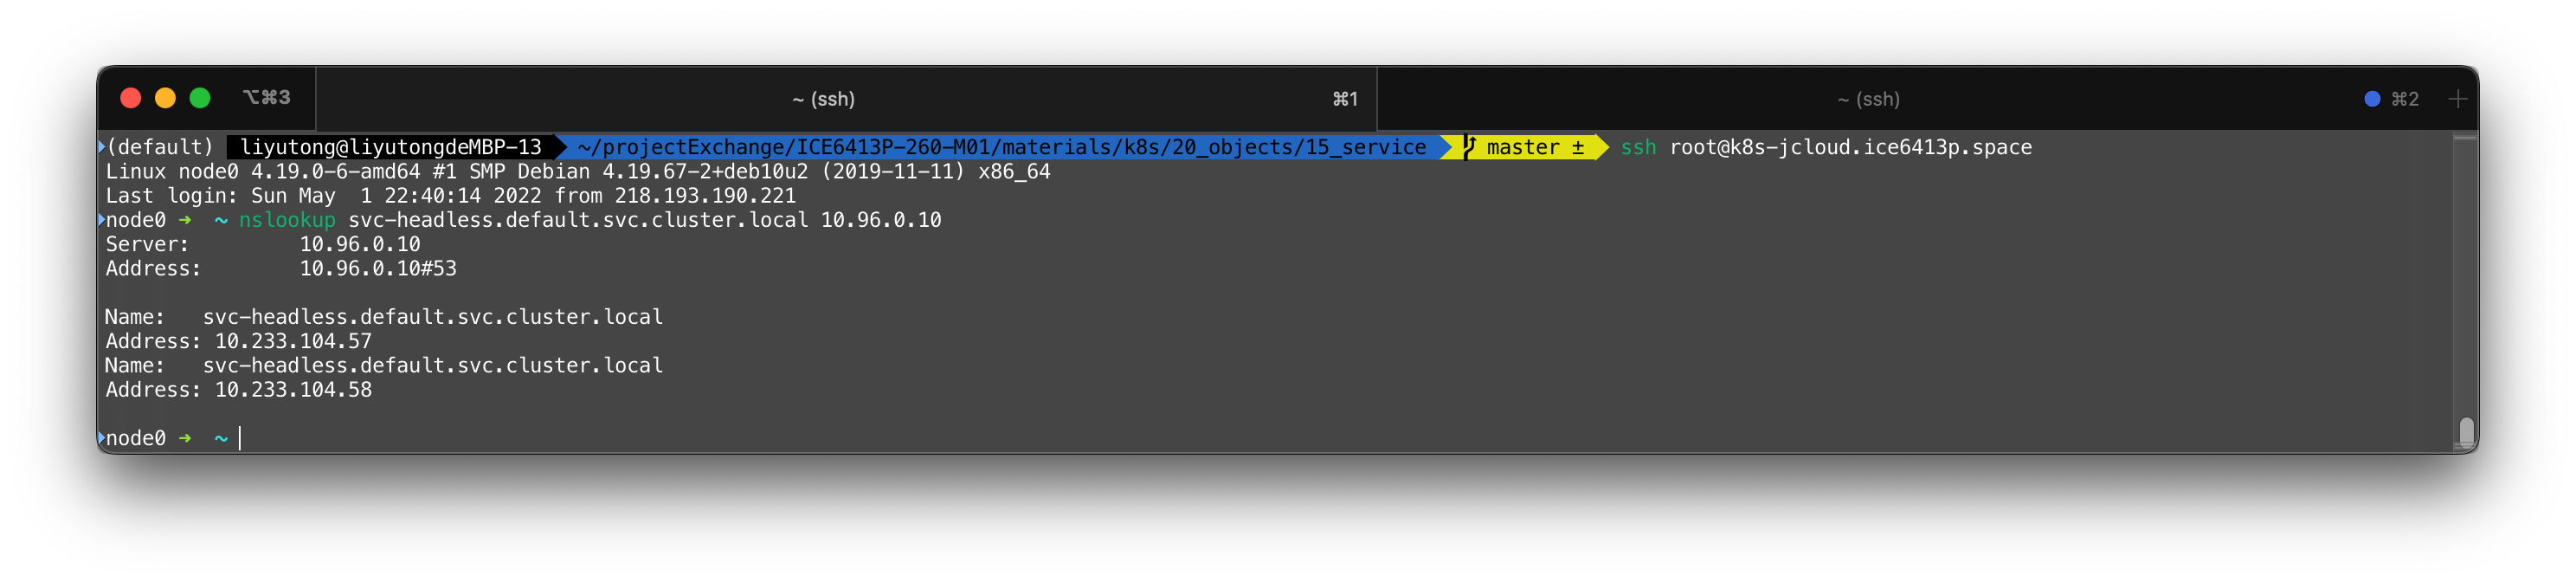 ⌥⌘3 ~ (ssh) ⌘1 ~ (ssh) ⌘2
(default) liyutong@liyutongdeMBP-13 ~/projectExchange/ICE6413P-260-M01/materials/k8s/20_objects/15_service master ± ssh root@k8s-jcloud.ice6413p.space
Linux node0 4.19.0-6-amd64 #1 SMP Debian 4.19.67-2+deb10u2 (2019-11-11) x86_64
Last login: Sun May  1 22:40:14 2022 from 218.193.190.221
node0 ➜  ~ nslookup svc-headless.default.svc.cluster.local 10.96.0.10
Server:         10.96.0.10
Address:        10.96.0.10#53
Name:   svc-headless.default.svc.cluster.local
Address: 10.233.104.57
Name:   svc-headless.default.svc.cluster.local
Address: 10.233.104.58
node0 ➜  ~